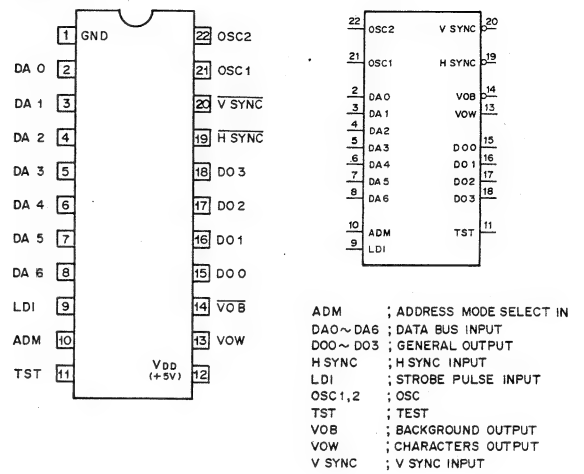 1 GND 22 OSC2
DA 0 2 21 OSC1
DA 1 3 20 V SYNC
DA 2 4 19 H SYNC
DA 3 5 18 DO 3
DA 4 6 17 DO 2
DA 5 7 16 DO 1
DA 6 8 15 DO 0
LDI 9 14 VOB
ADM 10 13 VOW
TST 11 VDD (+5V) 12
22 OSC2 V SYNC 20
21 OSC1 H SYNC 19
2 DA0 VOB 14
3 DA1 VOW 13
4 DA2
5 DA3 DO0 15
6 DA4 DO 1 16
7 DA5 DO2 17
8 DA6 DO3 18
10 ADM TST 11
9 LDI
ADM ; ADDRESS MODE SELECT IN
DA0~DA6 ; DATA BUS INPUT
DO0~DO3 ; GENERAL OUTPUT
H SYNC ; H SYNC INPUT
LDI ; STROBE PULSE INPUT
OSC1,2 ; OSC
TST ; TEST
VOB ; BACKGROUND OUTPUT
VOW ; CHARACTERS OUTPUT
V SYNC ; V SYNC INPUT